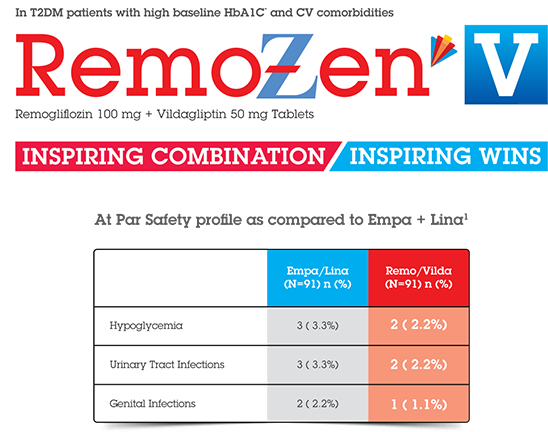 In T2DM patients with high baseline HbA1C* and CV comorbidities
RemoZen V
Remogliflozin 100 mg + Vildagliptin 50 mg Tablets
INSPIRING COMBINATION / INSPIRING WINS
At Par Safety profile as compared to Empa + Lina¹
Empa/Lina Remo/Vilda
(N=91) n (%) (N=91) n (%)
Hypoglycemia 3 ( 3.3%) 2 ( 2.2%)
Urinary Tract Infections 3 ( 3.3%) 2 ( 2.2%)
Genital Infections 2 ( 2.2%) 1 ( 1.1%)